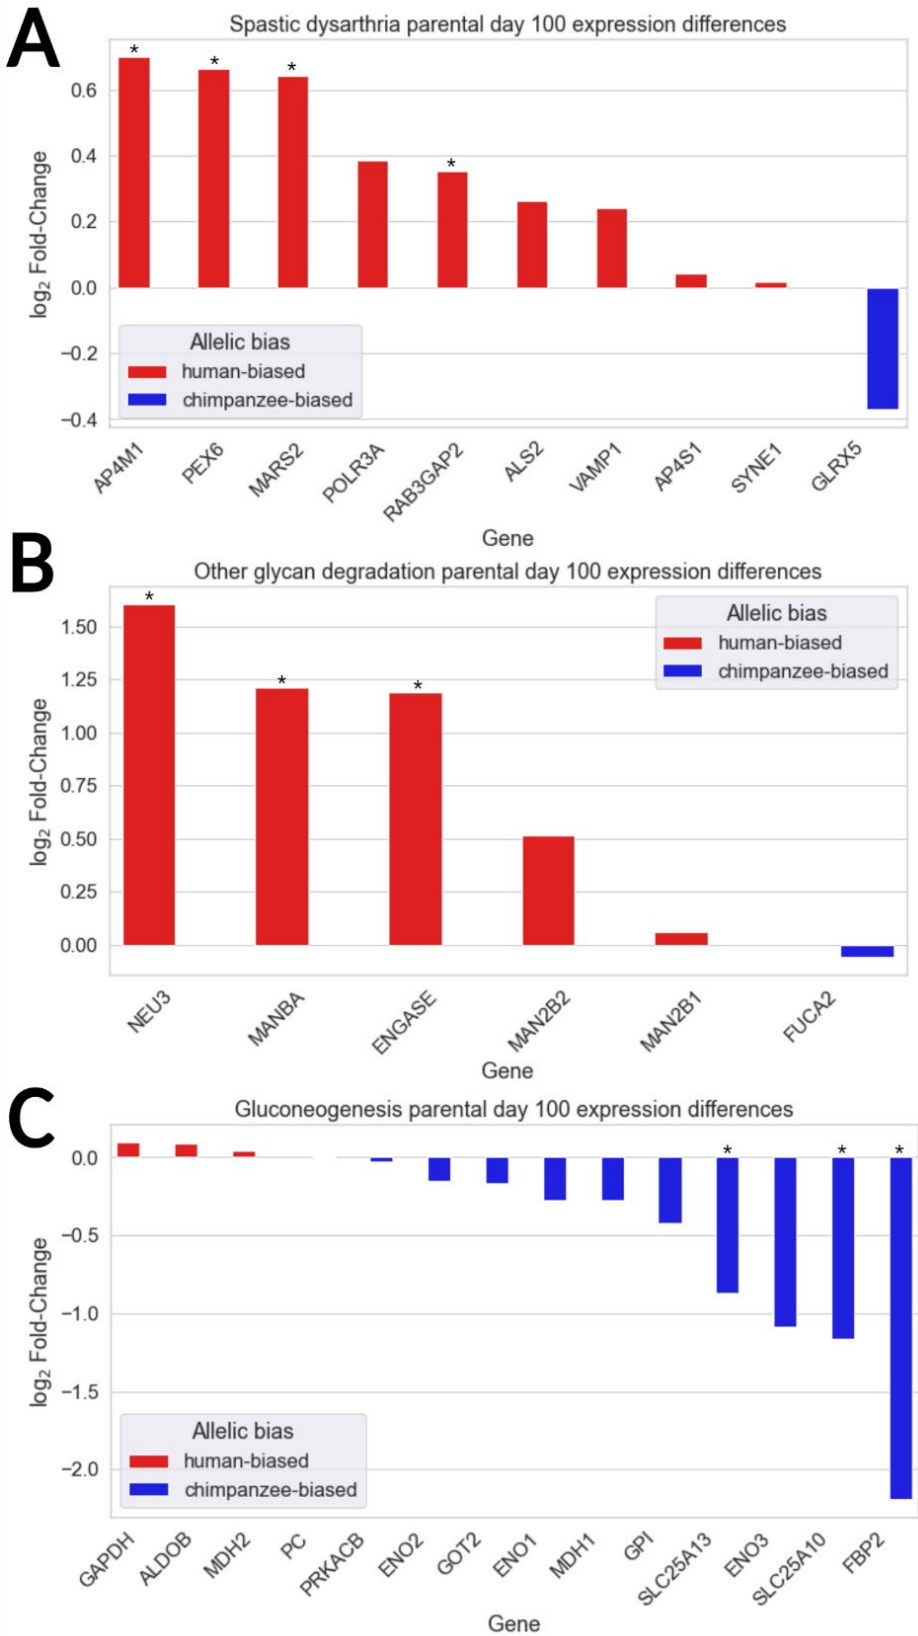 A
Spastic dysarthria parental day 100 expression differences
log₂ Fold-Change
0.6
0.4
0.2
0.0
−0.2
−0.4
* * * *
Allelic bias
human-biased
chimpanzee-biased
AP4M1 PEX6 MARS2 POLR3A RAB3GAP2 ALS2 VAMP1 AP4S1 SYNE1 GLRX5
Gene
B
Other glycan degradation parental day 100 expression differences
log₂ Fold-Change
1.50
1.25
1.00
0.75
0.50
0.25
0.00
* * *
Allelic bias
human-biased
chimpanzee-biased
NEU3 MANBA ENGASE MAN2B2 MAN2B1 FUCA2
Gene
C
Gluconeogenesis parental day 100 expression differences
log₂ Fold-Change
0.0
−0.5
−1.0
−1.5
−2.0
* * *
Allelic bias
human-biased
chimpanzee-biased
GAPDH ALDOB MDH2 PC PRKACB ENO2 GOT2 ENO1 MDH1 GPI SLC25A13 ENO3 SLC25A10 FBP2
Gene